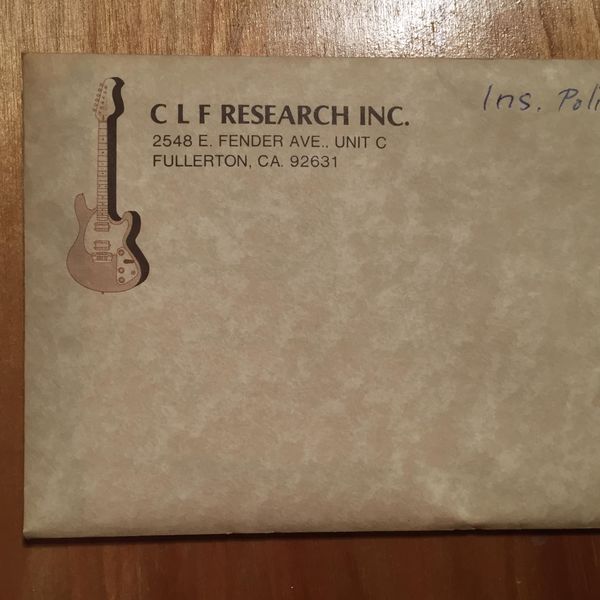 C L F RESEARCH INC.
2548 E. FENDER AVE.. UNIT C
FULLERTON, CA. 92631
Ins. Poli